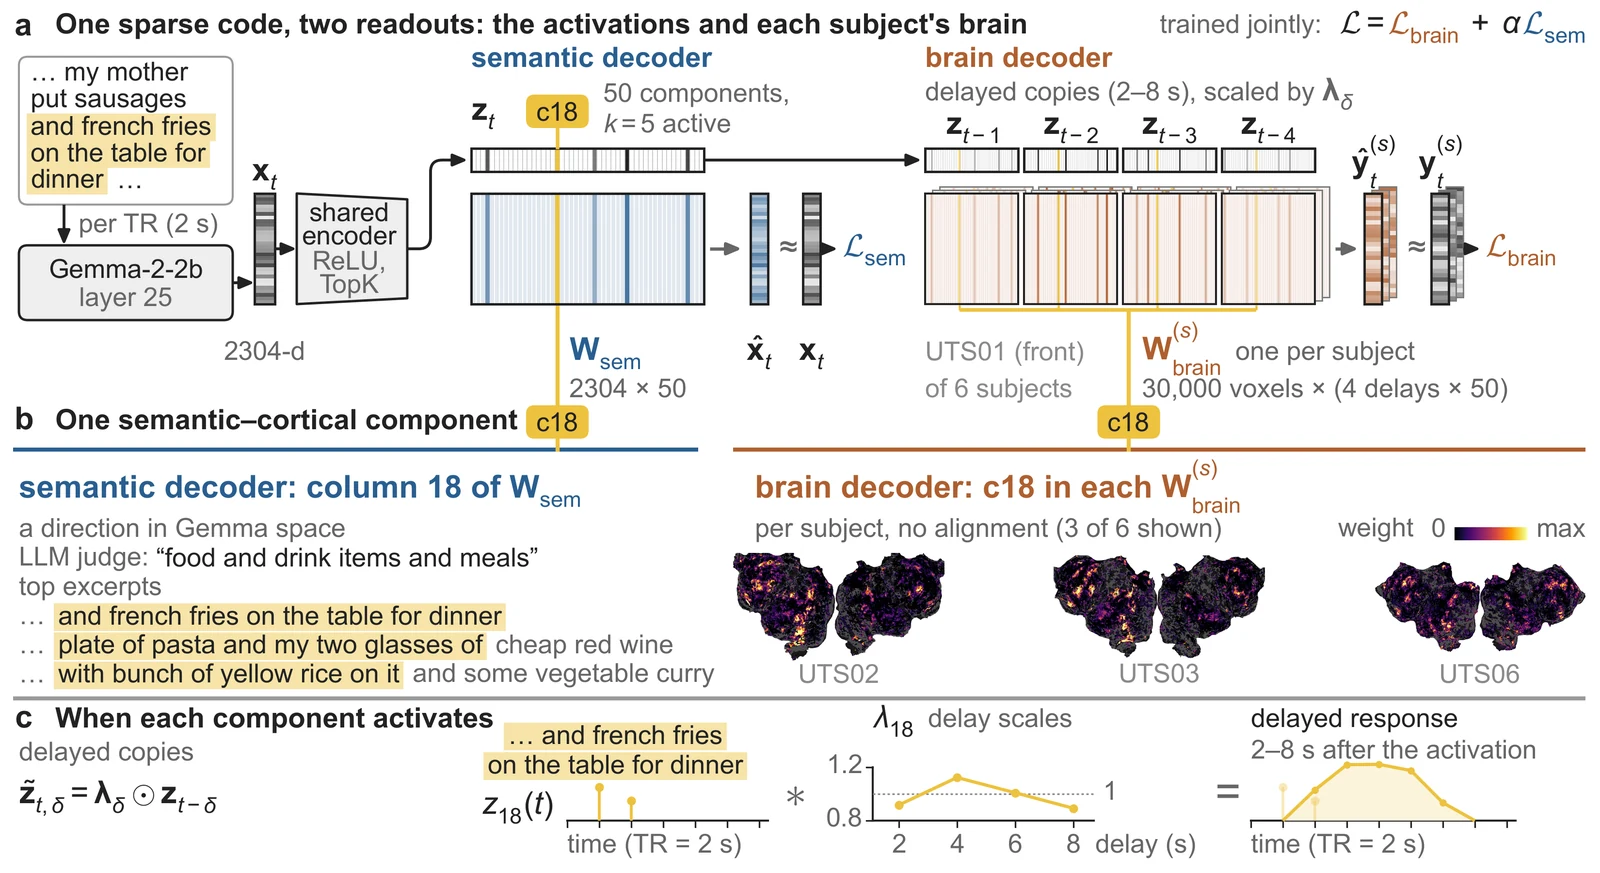 a One sparse code, two readouts: the activations and each subject's brain
trained jointly: ℒ = ℒbrain + αℒsem
… my mother
put sausages
and french fries
on the table for
dinner …
per TR (2 s)
Gemma-2-2b
layer 25
xt
2304-d
shared
encoder
ReLU,
TopK
semantic decoder
zt
c18
50 components,
k = 5 active
Wsem
2304 × 50
x̂t
≈
xt
ℒsem
brain decoder
delayed copies (2–8 s), scaled by λδ
zt − 1 zt − 2 zt − 3 zt − 4
ŷt(s) ≈ yt(s)
ℒbrain
UTS01 (front)
of 6 subjects
Wbrain(s) one per subject
30,000 voxels × (4 delays × 50)
b One semantic–cortical component
c18
c18
semantic decoder: column 18 of Wsem
a direction in Gemma space
LLM judge: “food and drink items and meals”
top excerpts
… and french fries on the table for dinner
… plate of pasta and my two glasses of cheap red wine
… with bunch of yellow rice on it and some vegetable curry
brain decoder: c18 in each Wbrain(s)
per subject, no alignment (3 of 6 shown)
weight 0 max
UTS02
UTS03
UTS06
c When each component activates
delayed copies
z̃t, δ = λδ ⊙ zt − δ
… and french fries
on the table for dinner
z18(t)
time (TR = 2 s)
*
λ18 delay scales
1.2
1
0.8
2 4 6 8 delay (s)
=
delayed response
2–8 s after the activation
time (TR = 2 s)